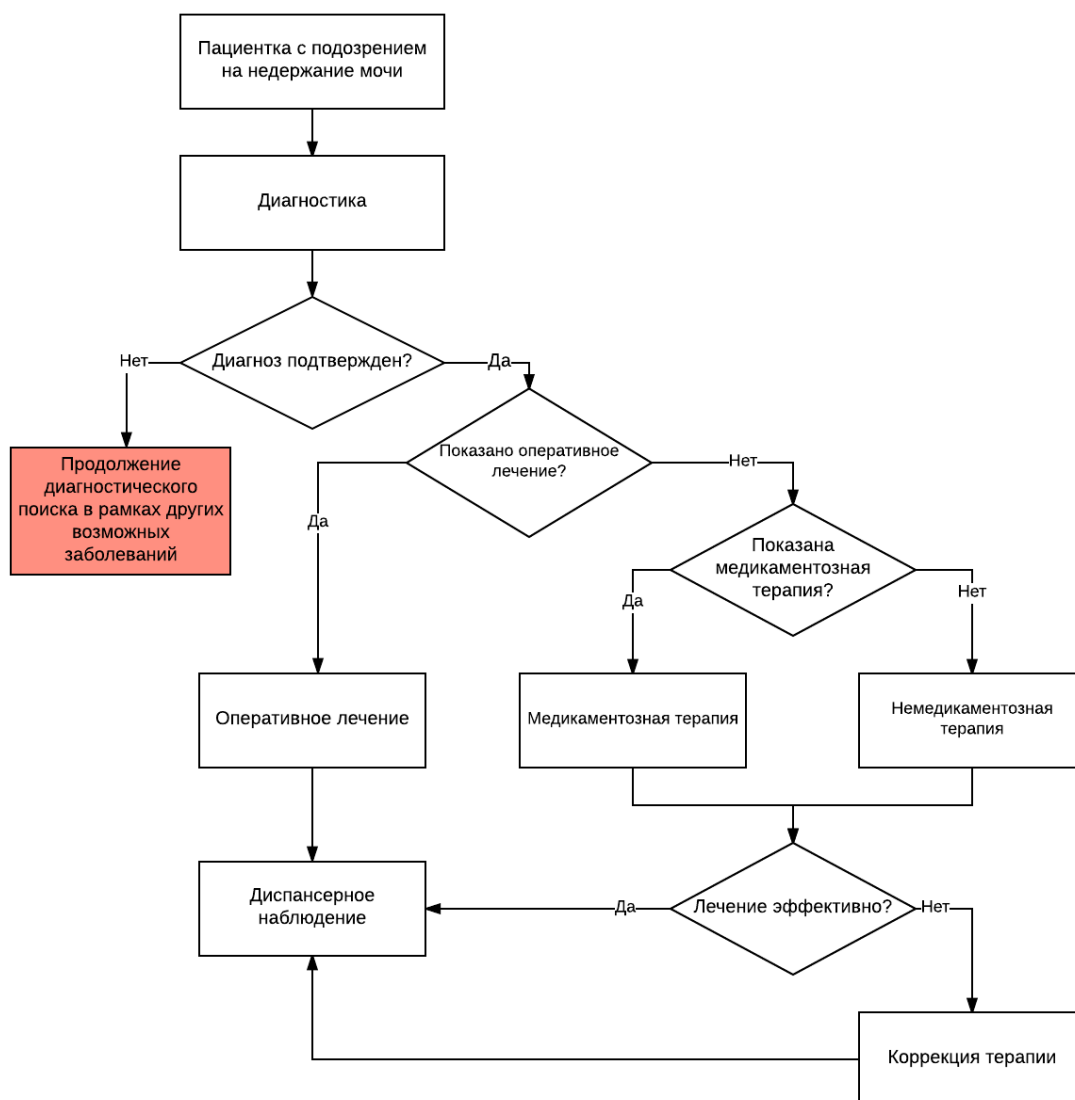 Пациентка с подозрением
на недержание мочи
Диагностика
Диагноз подтвержден?
Нет
Да
Продолжение
диагностического
поиска в рамках других
возможных
заболеваний
Показано оперативное
лечение?
Да
Нет
Показана
медикаментозная
терапия?
Да
Нет
Оперативное лечение
Медикаментозная терапия
Немедикаментозная
терапия
Диспансерное
наблюдение
Да
Лечение эффективно?
Нет
Коррекция терапии